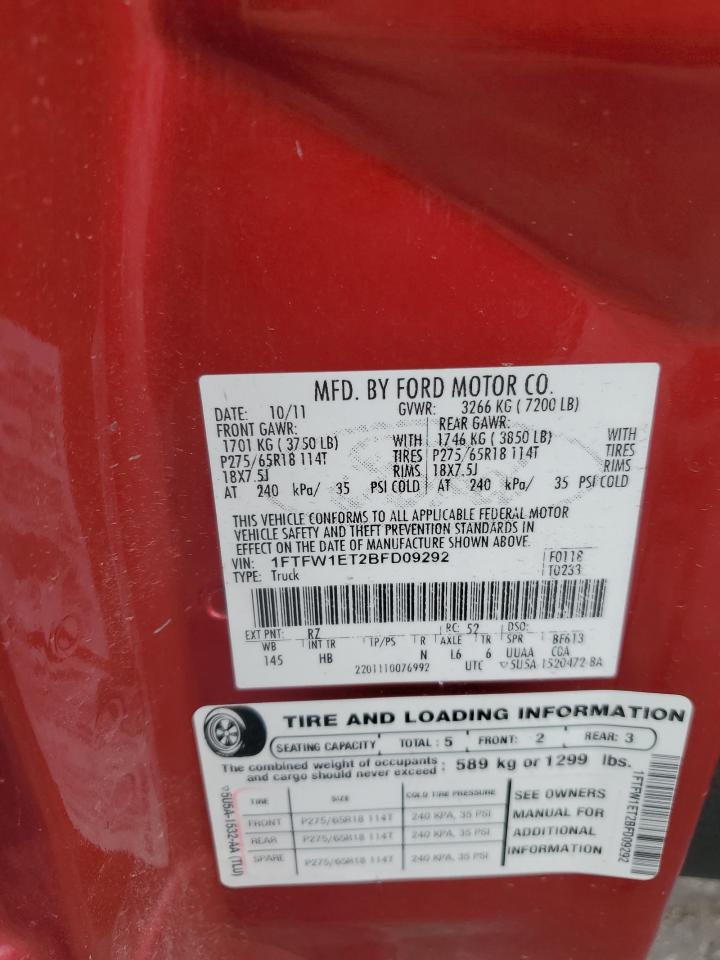 MFD. BY FORD MOTOR CO.
DATE: 10/11 GVWR: 3266 KG ( 7200 LB)
FRONT GAWR: REAR GAWR:
1701 KG ( 3750 LB) WITH 1746 KG ( 3850 LB) WITH
P275/65R18 114T TIRES P275/65R18 114T TIRES
18X7.5J RIMS 18X7.5J RIMS
AT 240 kPa/ 35 PSI COLD AT 240 kPa/ 35 PSI COLD
THIS VEHICLE CONFORMS TO ALL APPLICABLE FEDERAL MOTOR
VEHICLE SAFETY AND THEFT PREVENTION STANDARDS IN
EFFECT ON THE DATE OF MANUFACTURE SHOWN ABOVE.
VIN: 1FTFW1ET2BFD09292 F0118
TYPE: Truck T0233
EXT PNT: RZ RC: 52 DSO:
WB INT TR TP/PS R AXLE TR SPR BF613
145 HB N L6 6 UUAA CCA
2201110076992 UTC 5U5A 1520472 BA
TIRE AND LOADING INFORMATION
SEATING CAPACITY TOTAL : 5 FRONT: 2 REAR: 3
The combined weight of occupants
and cargo should never exceed : 589 kg or 1299 lbs.
TIRE SIZE COLD TIRE PRESSURE SEE OWNERS
FRONT P275/65R18 114T 240 KPA, 35 PSI MANUAL FOR
REAR P275/65R18 114T 240 KPA, 35 PSI ADDITIONAL
SPARE P275/65R18 114T 240 KPA, 35 PSI INFORMATION
5U5A-1532-AA (TLU)
1FTFW1ET2BFD09292